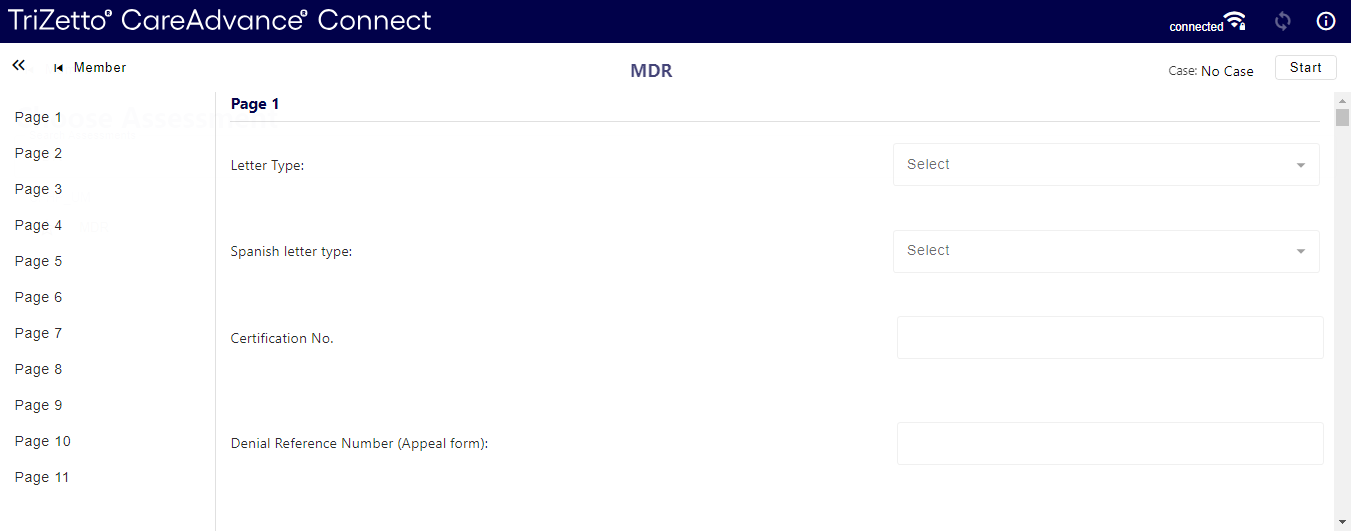 TriZetto® CareAdvance® Connect
connected
Member
MDR
Case: No Case
Start
Page 1
Page 2
Page 3
Page 4
Page 5
Page 6
Page 7
Page 8
Page 9
Page 10
Page 11
Page 1
Letter Type:
Select
Spanish letter type:
Select
Certification No.
Denial Reference Number (Appeal form):